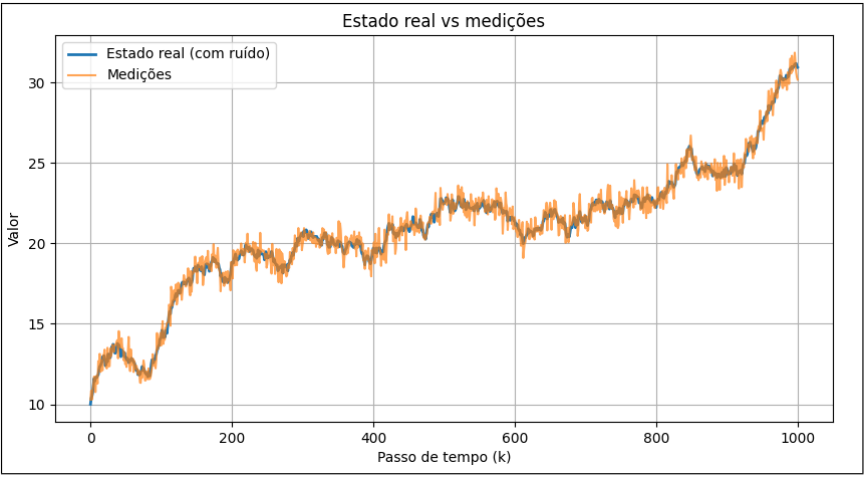 Estado real vs medições
Estado real (com ruído)
Medições
30
25
20
15
10
Valor
0
200
400
600
800
1000
Passo de tempo (k)